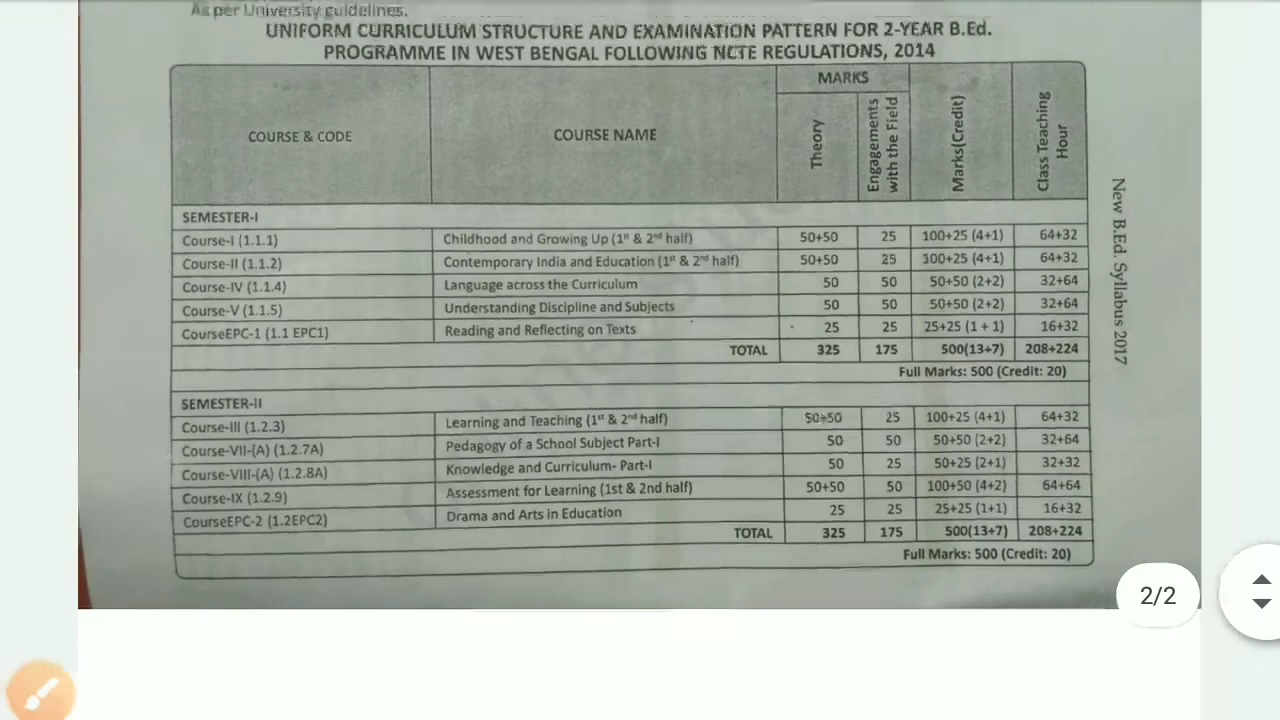 As per University guidelines.
UNIFORM CURRICULUM STRUCTURE AND EXAMINATION PATTERN FOR 2-YEAR B.Ed.
PROGRAMME IN WEST BENGAL FOLLOWING NCTE REGULATIONS, 2014
COURSE & CODE COURSE NAME MARKS Theory Engagements with the Field Marks(Credit) Class Teaching Hour
SEMESTER-I
Course-I (1.1.1) Childhood and Growing Up (1st & 2nd half) 50+50 25 100+25 (4+1) 64+32
Course-II (1.1.2) Contemporary India and Education (1st & 2nd half) 50+50 25 100+25 (4+1) 64+32
Course-IV (1.1.4) Language across the Curriculum 50 50 50+50 (2+2) 32+64
Course-V (1.1.5) Understanding Discipline and Subjects 50 50 50+50 (2+2) 32+64
CourseEPC-1 (1.1 EPC1) Reading and Reflecting on Texts 25 25 25+25 (1 + 1) 16+32
TOTAL 325 175 500(13+7) 208+224
Full Marks: 500 (Credit: 20)
SEMESTER-II
Course-III (1.2.3) Learning and Teaching (1st & 2nd half) 50+50 25 100+25 (4+1) 64+32
Course-VII-(A) (1.2.7A) Pedagogy of a School Subject Part-I 50 50 50+50 (2+2) 32+64
Course-VIII-(A) (1.2.8A) Knowledge and Curriculum- Part-I 50 25 50+25 (2+1) 32+32
Course-IX (1.2.9) Assessment for Learning (1st & 2nd half) 50+50 50 100+50 (4+2) 64+64
CourseEPC-2 (1.2EPC2) Drama and Arts in Education 25 25 25+25 (1+1) 16+32
TOTAL 325 175 500(13+7) 208+224
Full Marks: 500 (Credit: 20)
New B.Ed. Syllabus 2017
2/2